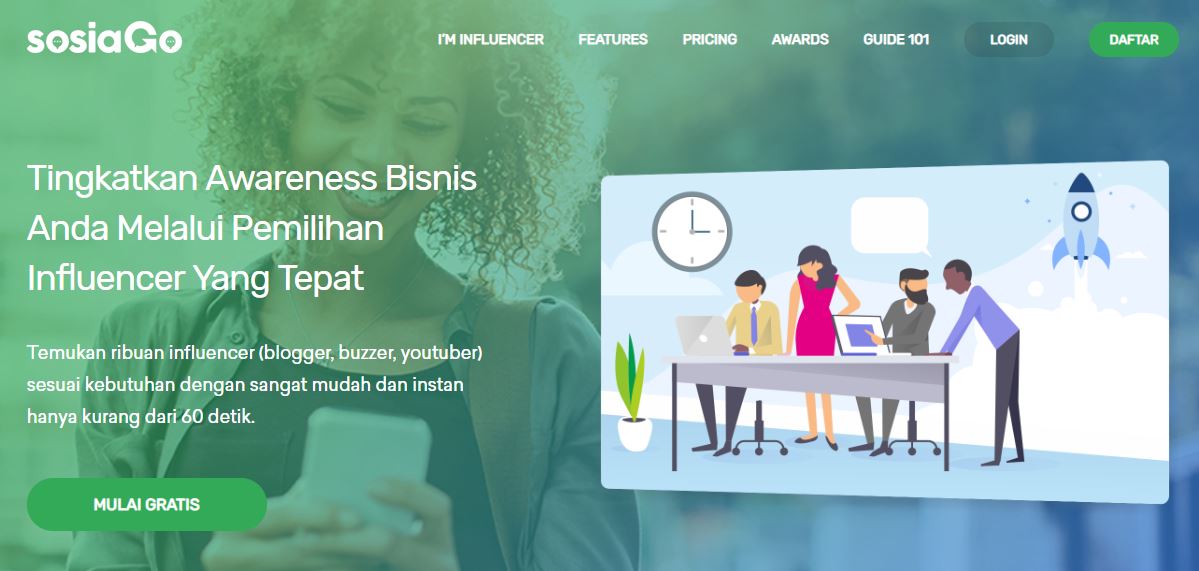 sosiaGo
I'M INFLUENCER FEATURES PRICING AWARDS GUIDE 101 LOGIN DAFTAR
Tingkatkan Awareness Bisnis
Anda Melalui Pemilihan
Influencer Yang Tepat
Temukan ribuan influencer (blogger, buzzer, youtuber)
sesuai kebutuhan dengan sangat mudah dan instan
hanya kurang dari 60 detik.
MULAI GRATIS